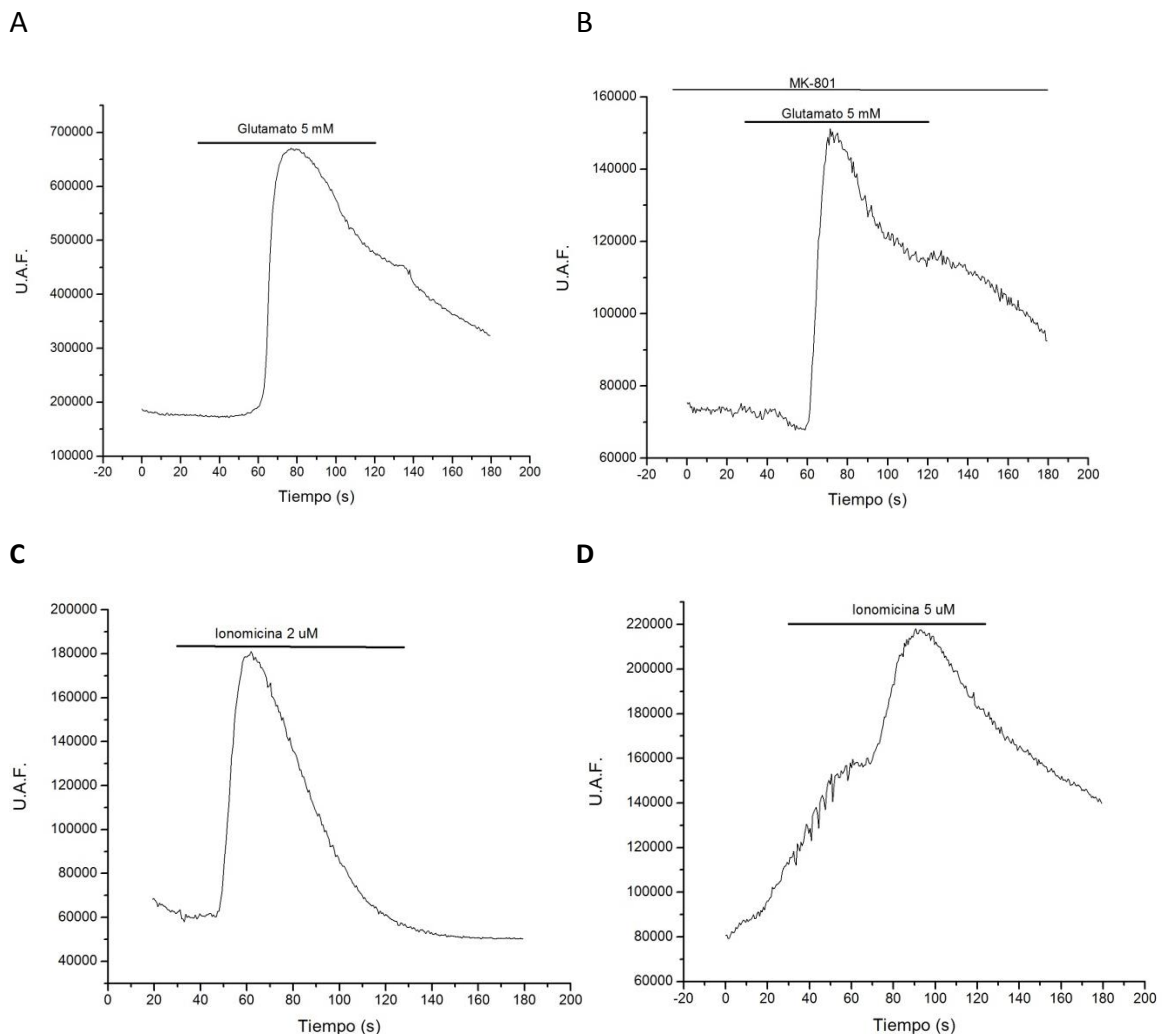 A
Glutamato 5 mM
700000
600000
500000
400000
300000
200000
100000
U.A.F.
-20 0 20 40 60 80 100 120 140 160 180 200
Tiempo (s)
B
MK-801
Glutamato 5 mM
160000
140000
120000
100000
80000
60000
U.A.F.
-20 0 20 40 60 80 100 120 140 160 180 200
Tiempo (s)
C
Ionomicina 2 uM
200000
180000
160000
140000
120000
100000
80000
60000
40000
U.A.F.
0 20 40 60 80 100 120 140 160 180 200
Tiempo (s)
D
Ionomicina 5 uM
220000
200000
180000
160000
140000
120000
100000
80000
60000
U.A.F.
-20 0 20 40 60 80 100 120 140 160 180 200
Tiempo (s)